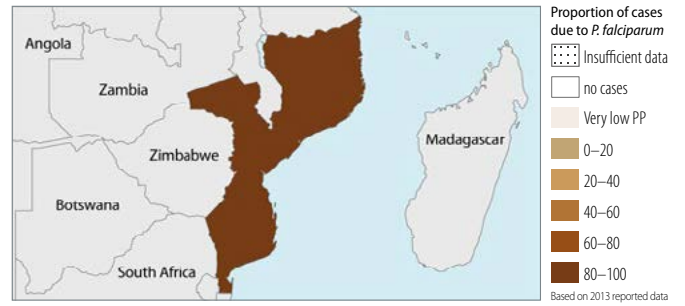 Proportion of cases
due to P. falciparum
Insufficient data
no cases
Very low PP
0–20
20–40
40–60
60–80
80–100
Based on 2013 reported data
Angola
Zambia
Zimbabwe
Madagascar
Botswana
South Africa